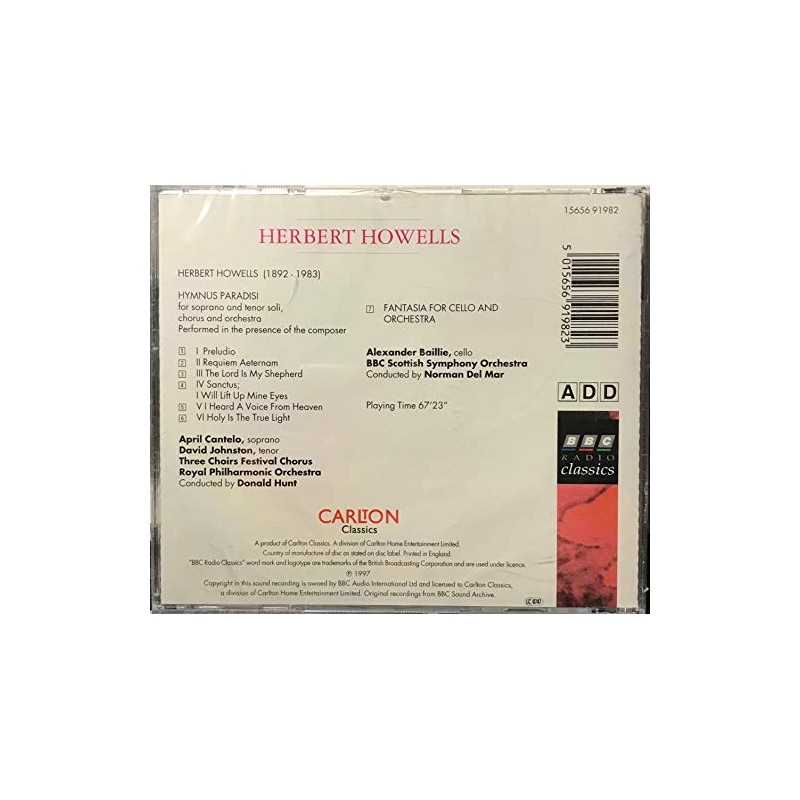 15656 91982
HERBERT HOWELLS
HERBERT HOWELLS (1892 - 1983)
HYMNUS PARADISI
for soprano and tenor soli,
chorus and orchestra
Performed in the presence of the composer
1 I Preludio
2 II Requiem Aeternam
3 III The Lord Is My Shepherd
4 IV Sanctus;
I Will Lift Up Mine Eyes
5 V I Heard A Voice From Heaven
6 VI Holy Is The True Light
April Cantelo, soprano
David Johnston, tenor
Three Choirs Festival Chorus
Royal Philharmonic Orchestra
Conducted by Donald Hunt
7 FANTASIA FOR CELLO AND
ORCHESTRA
Alexander Baillie, cello
BBC Scottish Symphony Orchestra
Conducted by Norman Del Mar
Playing Time 67'23"
5 015656 919823
ADD
BBC
RADIO
classics
CARLTON
Classics
A product of Carlton Classics. A division of Carlton Home Entertainment Limited.
Country of manufacture of disc as stated on disc label. Printed in England.
"BBC Radio Classics" word mark and logotype are trademarks of the British Broadcasting Corporation and are used under licence.
℗ 1997
Copyright in this sound recording is owned by BBC Audio International Ltd and licensed to Carlton Classics,
a division of Carlton Home Entertainment Limited. Original recordings from BBC Sound Archive.
LC 8747